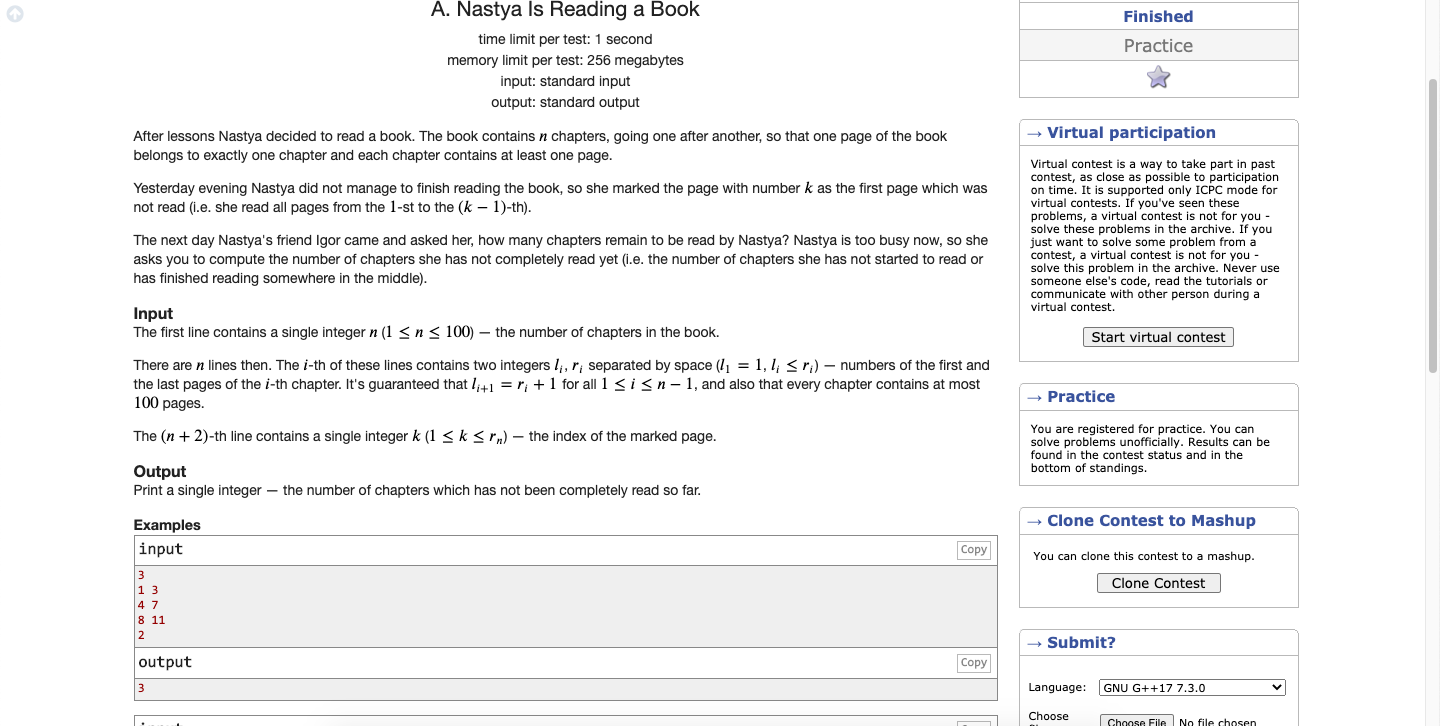 A. Nastya Is Reading a Book
time limit per test: 1 second
memory limit per test: 256 megabytes
input: standard input
output: standard output
After lessons Nastya decided to read a book. The book contains n chapters, going one after another, so that one page of the book
belongs to exactly one chapter and each chapter contains at least one page.
Yesterday evening Nastya did not manage to finish reading the book, so she marked the page with number k as the first page which was
not read (i.e. she read all pages from the 1-st to the (k − 1)-th).
The next day Nastya's friend Igor came and asked her, how many chapters remain to be read by Nastya? Nastya is too busy now, so she
asks you to compute the number of chapters she has not completely read yet (i.e. the number of chapters she has not started to read or
has finished reading somewhere in the middle).
Input
The first line contains a single integer n (1 ≤ n ≤ 100) — the number of chapters in the book.
There are n lines then. The i-th of these lines contains two integers l_i, r_i separated by space (l_1 = 1, l_i ≤ r_i) — numbers of the first and
the last pages of the i-th chapter. It's guaranteed that l_{i+1} = r_i + 1 for all 1 ≤ i ≤ n − 1, and also that every chapter contains at most
100 pages.
The (n + 2)-th line contains a single integer k (1 ≤ k ≤ r_n) — the index of the marked page.
Output
Print a single integer — the number of chapters which has not been completely read so far.
Examples
input
Copy
3
1 3
4 7
8 11
2
output
Copy
3
Finished
Practice
→ Virtual participation
Virtual contest is a way to take part in past
contest, as close as possible to participation
on time. It is supported only ICPC mode for
virtual contests. If you've seen these
problems, a virtual contest is not for you -
solve these problems in the archive. If you
just want to solve some problem from a
contest, a virtual contest is not for you -
solve this problem in the archive. Never use
someone else's code, read the tutorials or
communicate with other person during a
virtual contest.
Start virtual contest
→ Practice
You are registered for practice. You can
solve problems unofficially. Results can be
found in the contest status and in the
bottom of standings.
→ Clone Contest to Mashup
You can clone this contest to a mashup.
Clone Contest
→ Submit?
Language: GNU G++17 7.3.0
Choose
Choose File No file chosen